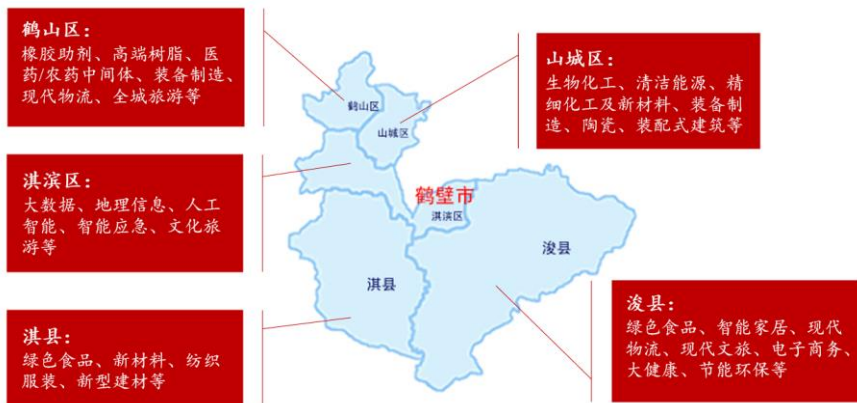 鹤山区：
橡胶助剂、高端树脂、医
药/农药中间体、装备制造、
现代物流、全城旅游等
山城区：
生物化工、清洁能源、精
细化工及新材料、装备制
造、陶瓷、装配式建筑等
鹤山区
山城区
淇滨区：
大数据、地理信息、人工
智能、智能应急、文化旅
游等
鹤壁市
淇滨区
浚县
淇县
淇县：
绿色食品、新材料、纺织
服装、新型建材等
浚县：
绿色食品、智能家居、现代
物流、现代文旅、电子商务、
大健康、节能环保等